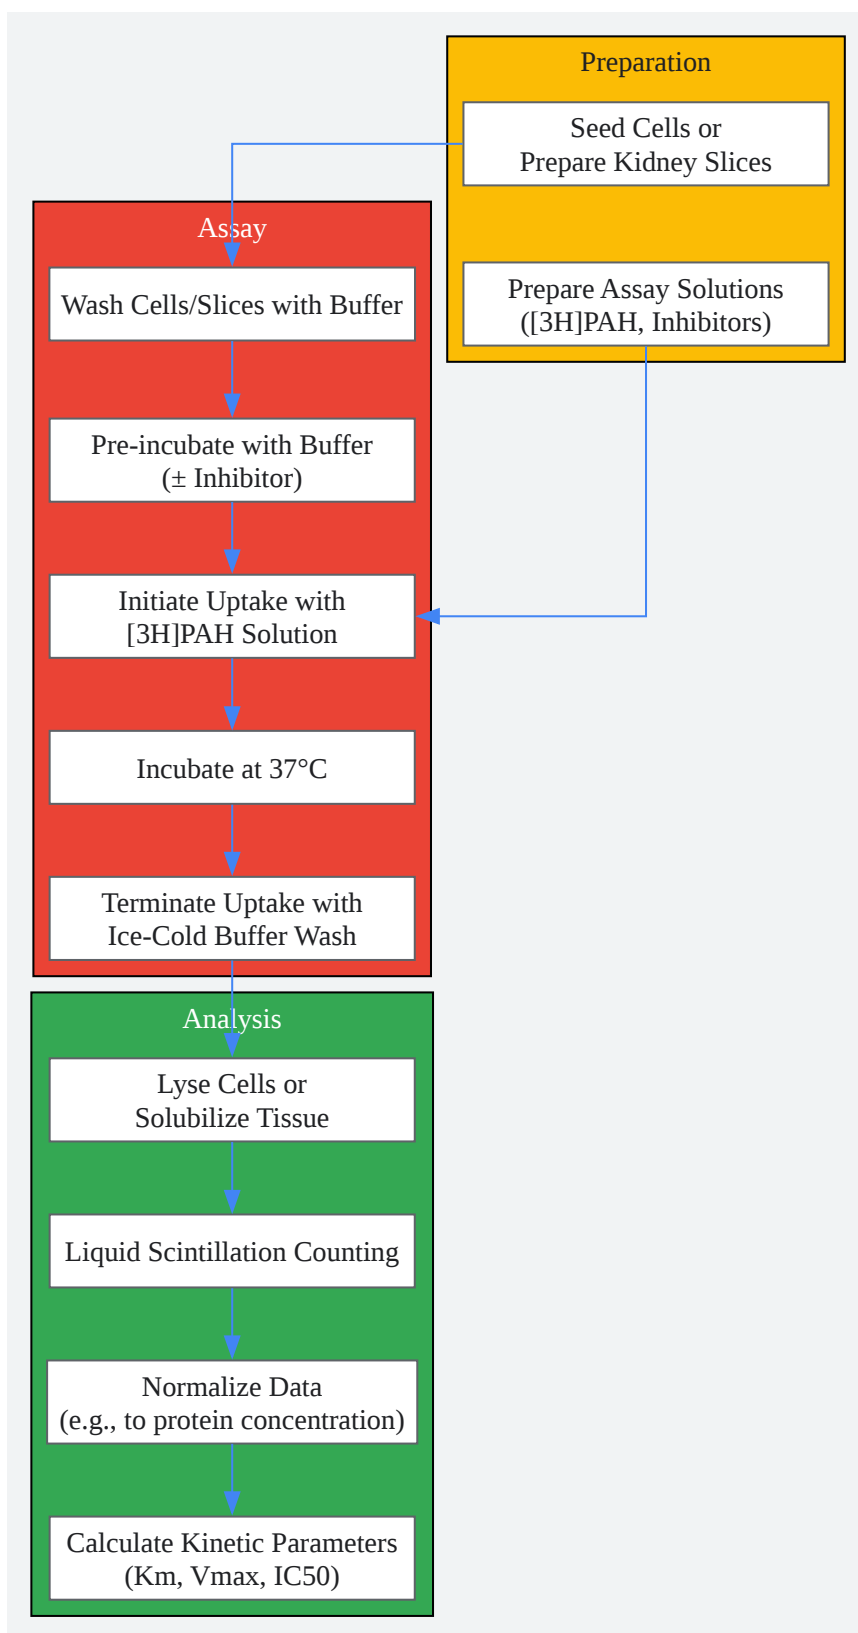 Preparation
Seed Cells or
Prepare Kidney Slices
Prepare Assay Solutions
([3H]PAH, Inhibitors)
Assay
Wash Cells/Slices with Buffer
Pre-incubate with Buffer
(± Inhibitor)
Initiate Uptake with
[3H]PAH Solution
Incubate at 37°C
Terminate Uptake with
Ice-Cold Buffer Wash
Analysis
Lyse Cells or
Solubilize Tissue
Liquid Scintillation Counting
Normalize Data
(e.g., to protein concentration)
Calculate Kinetic Parameters
(Km, Vmax, IC50)